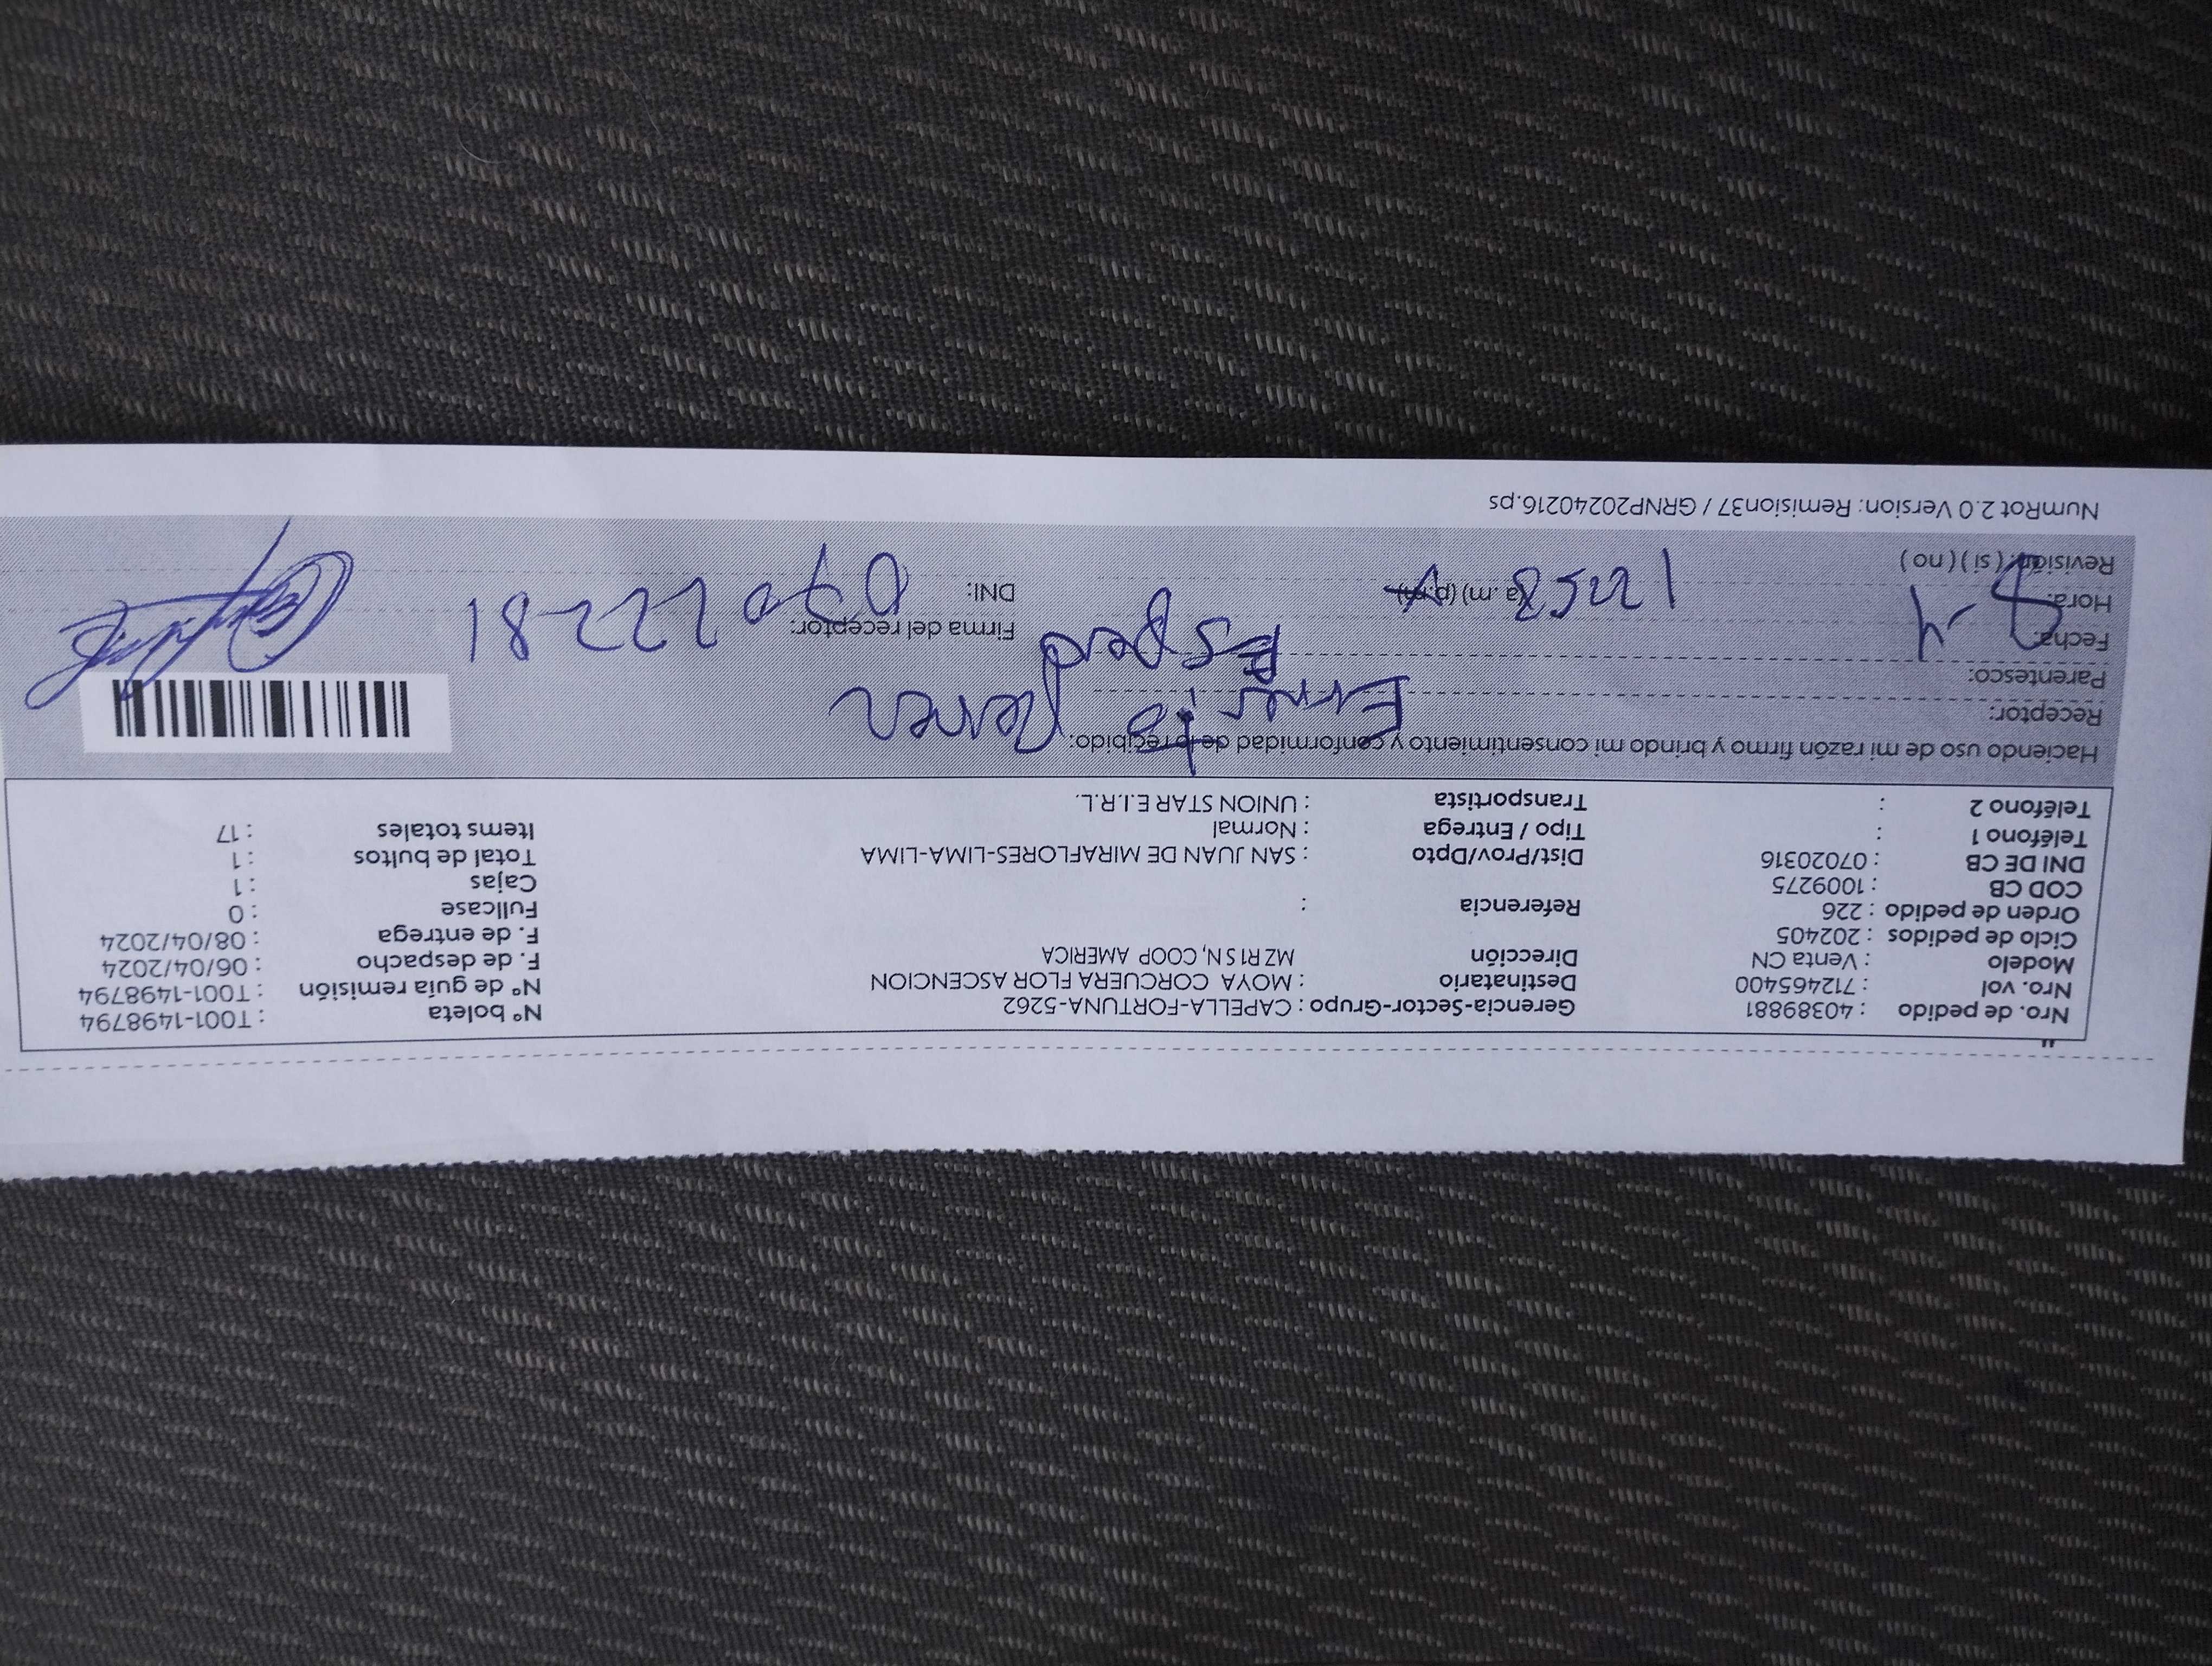 Nro. de pedido : 40389881 Gerencia-Sector-Grupo : CAPELLA-FORTUNA-5262 N° boleta : T001-1498794
Nro. vol : 712465400 Destinatario : MOYA CORCUERA FLOR ASCENCION N° de guía remisión : T001-1498794
Modelo : Venta CN Dirección MZ R1 S N, COOP AMERICA F. de despacho : 06/04/2024
Ciclo de pedidos : 202405 F. de entrega : 08/04/2024
Orden de pedido : 226 Referencia : Fullcase : 0
COD CB : 1009275 Cajas : 1
DNI DE CB : 07020316 Dist/Prov/Dpto : SAN JUAN DE MIRAFLORES-LIMA-LIMA Total de bultos : 1
Teléfono 1 : Tipo / Entrega : Normal Items totales : 17
Teléfono 2 : Transportista : UNION STAR E.I.R.L.
Haciendo uso de mi razón firmo y brindo mi consentimiento y conformidad de lo recibido:
Receptor: Ernesto
Parentesco: Esposo
Fecha: 8-4 Firma del receptor:
Hora: 1258 (a.m) (p.m) DNI:
Revisión: (si) (no)
NumRot 2.0 Version: Remision37 / GRNP20240216.ps